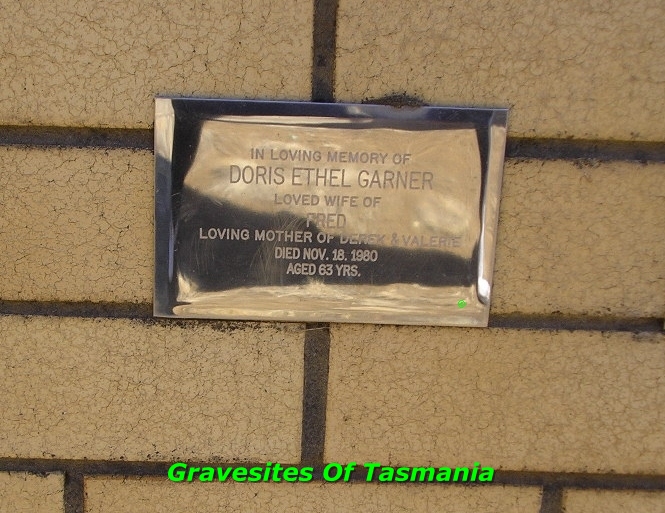 IN LOVING MEMORY OF
DORIS ETHEL GARNER
LOVED WIFE OF
FRED
LOVING MOTHER OF DEREK & VALERIE
DIED NOV. 18. 1980
AGED 63 YRS.
Gravesites Of Tasmania